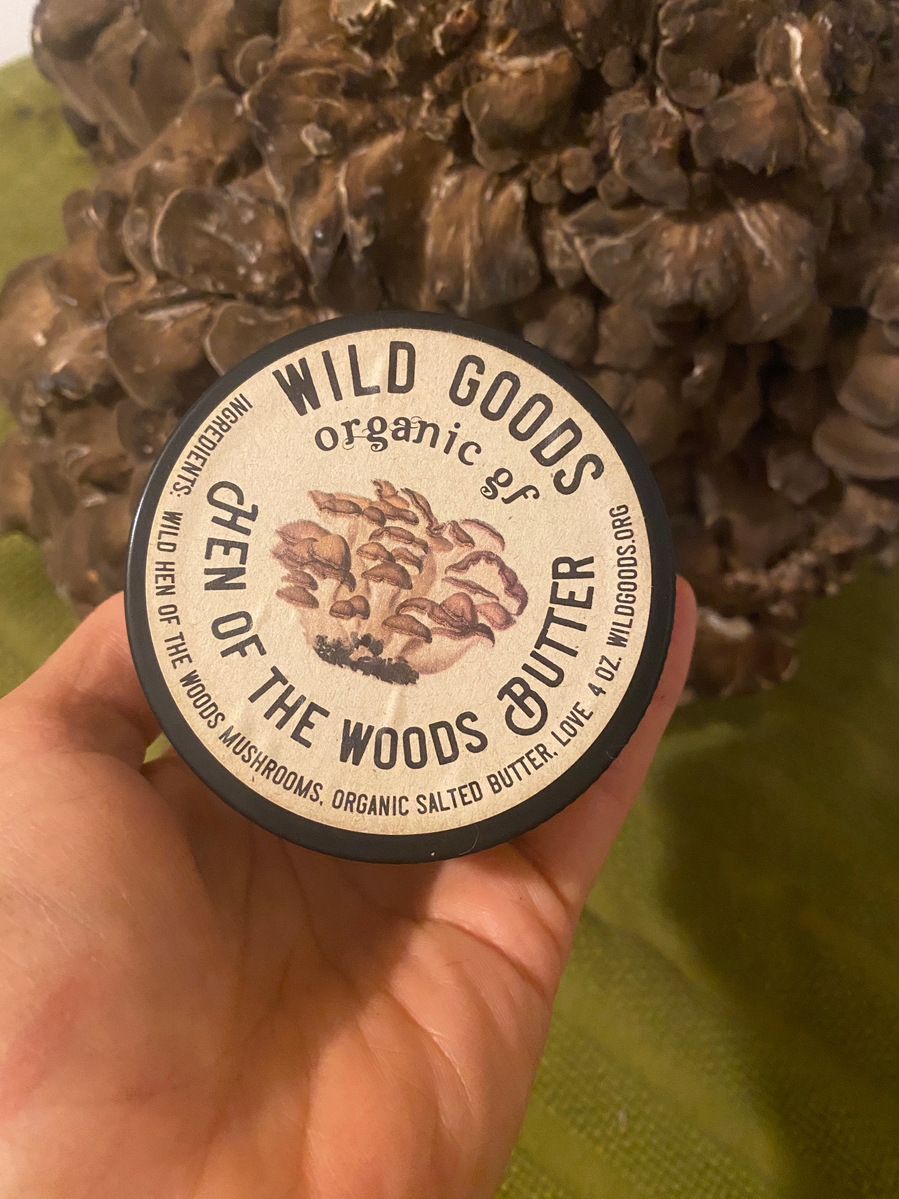 WILD GOODS
organic gf
HEN OF THE WOODS BUTTER
INGREDIENTS: WILD HEN OF THE WOODS MUSHROOMS, ORGANIC SALTED BUTTER, LOVE 4 OZ. WILDGOODS.ORG